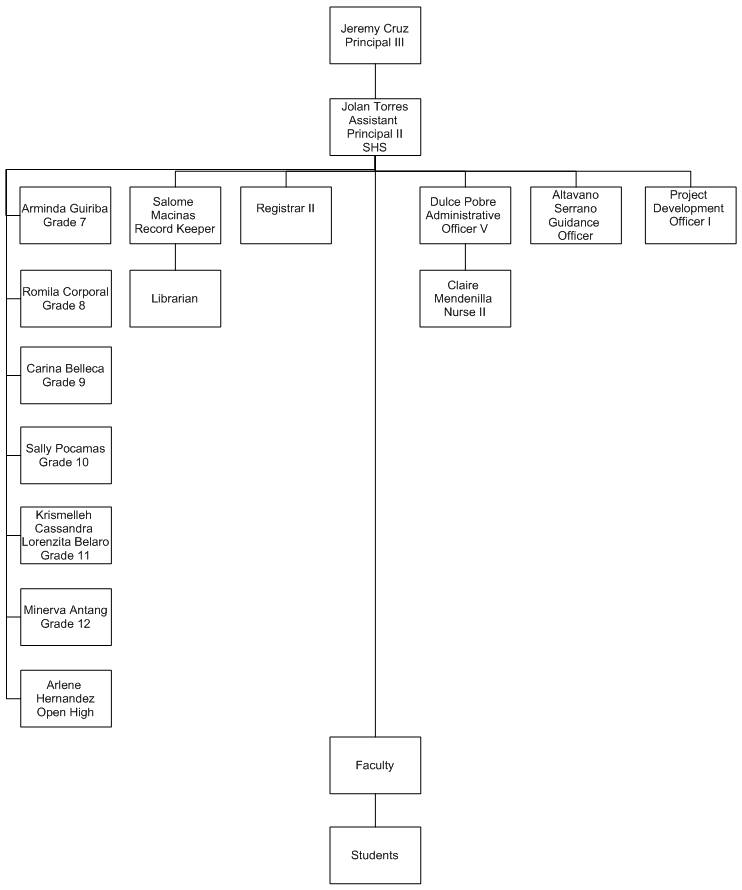 Jeremy Cruz
Principal III
Jolan Torres
Assistant
Principal II
SHS
Arminda Guiriba
Grade 7
Salome
Macinas
Record Keeper
Registrar II
Dulce Pobre
Administrative
Officer V
Altavano
Serrano
Guidance
Officer
Project
Development
Officer I
Romila Corporal
Grade 8
Librarian
Claire
Mendenilla
Nurse II
Carina Belleca
Grade 9
Sally Pocamas
Grade 10
Krismelleh
Cassandra
Lorenzita Belaro
Grade 11
Minerva Antang
Grade 12
Arlene
Hernandez
Open High
Faculty
Students